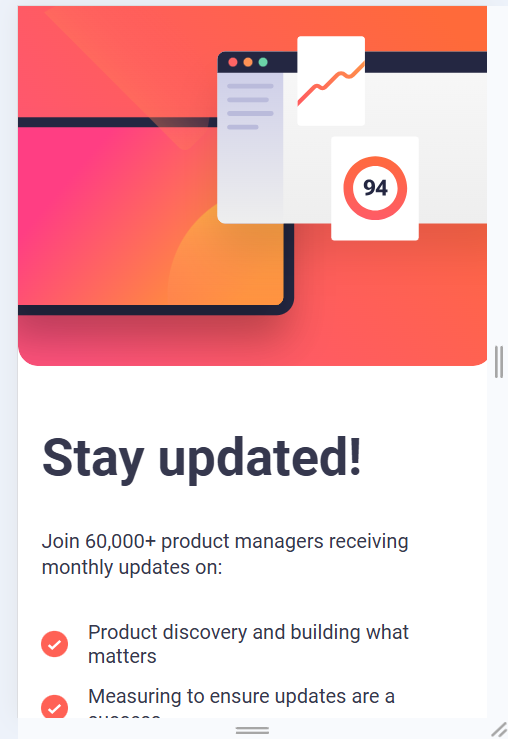 94
Stay updated!
Join 60,000+ product managers receiving
monthly updates on:
Product discovery and building what
matters
Measuring to ensure updates are a